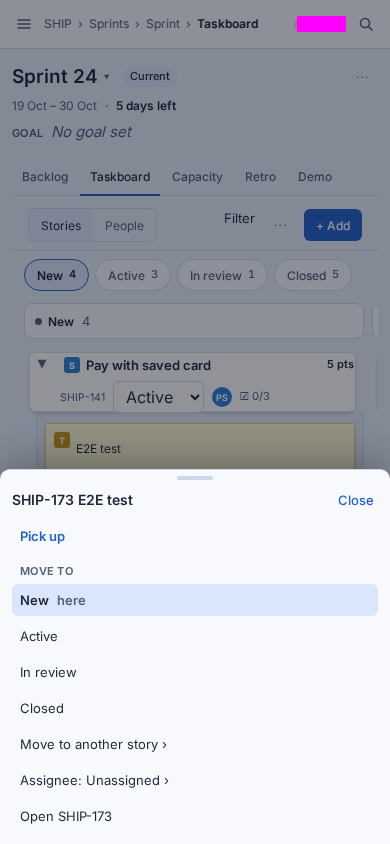 SHIP › Sprints › Sprint › Taskboard
Sprint 24 ▾ Current ...
19 Oct – 30 Oct · 5 days left
GOAL No goal set
Backlog Taskboard Capacity Retro Demo
Stories People Filter ... + Add
New 4 Active 3 In review 1 Closed 5
New 4
▼ S Pay with saved card 5 pts
SHIP-141 Active PS ☑ 0/3
T E2E test
SHIP-173 E2E test Close
Pick up
MOVE TO
New here
Active
In review
Closed
Move to another story ›
Assignee: Unassigned ›
Open SHIP-173